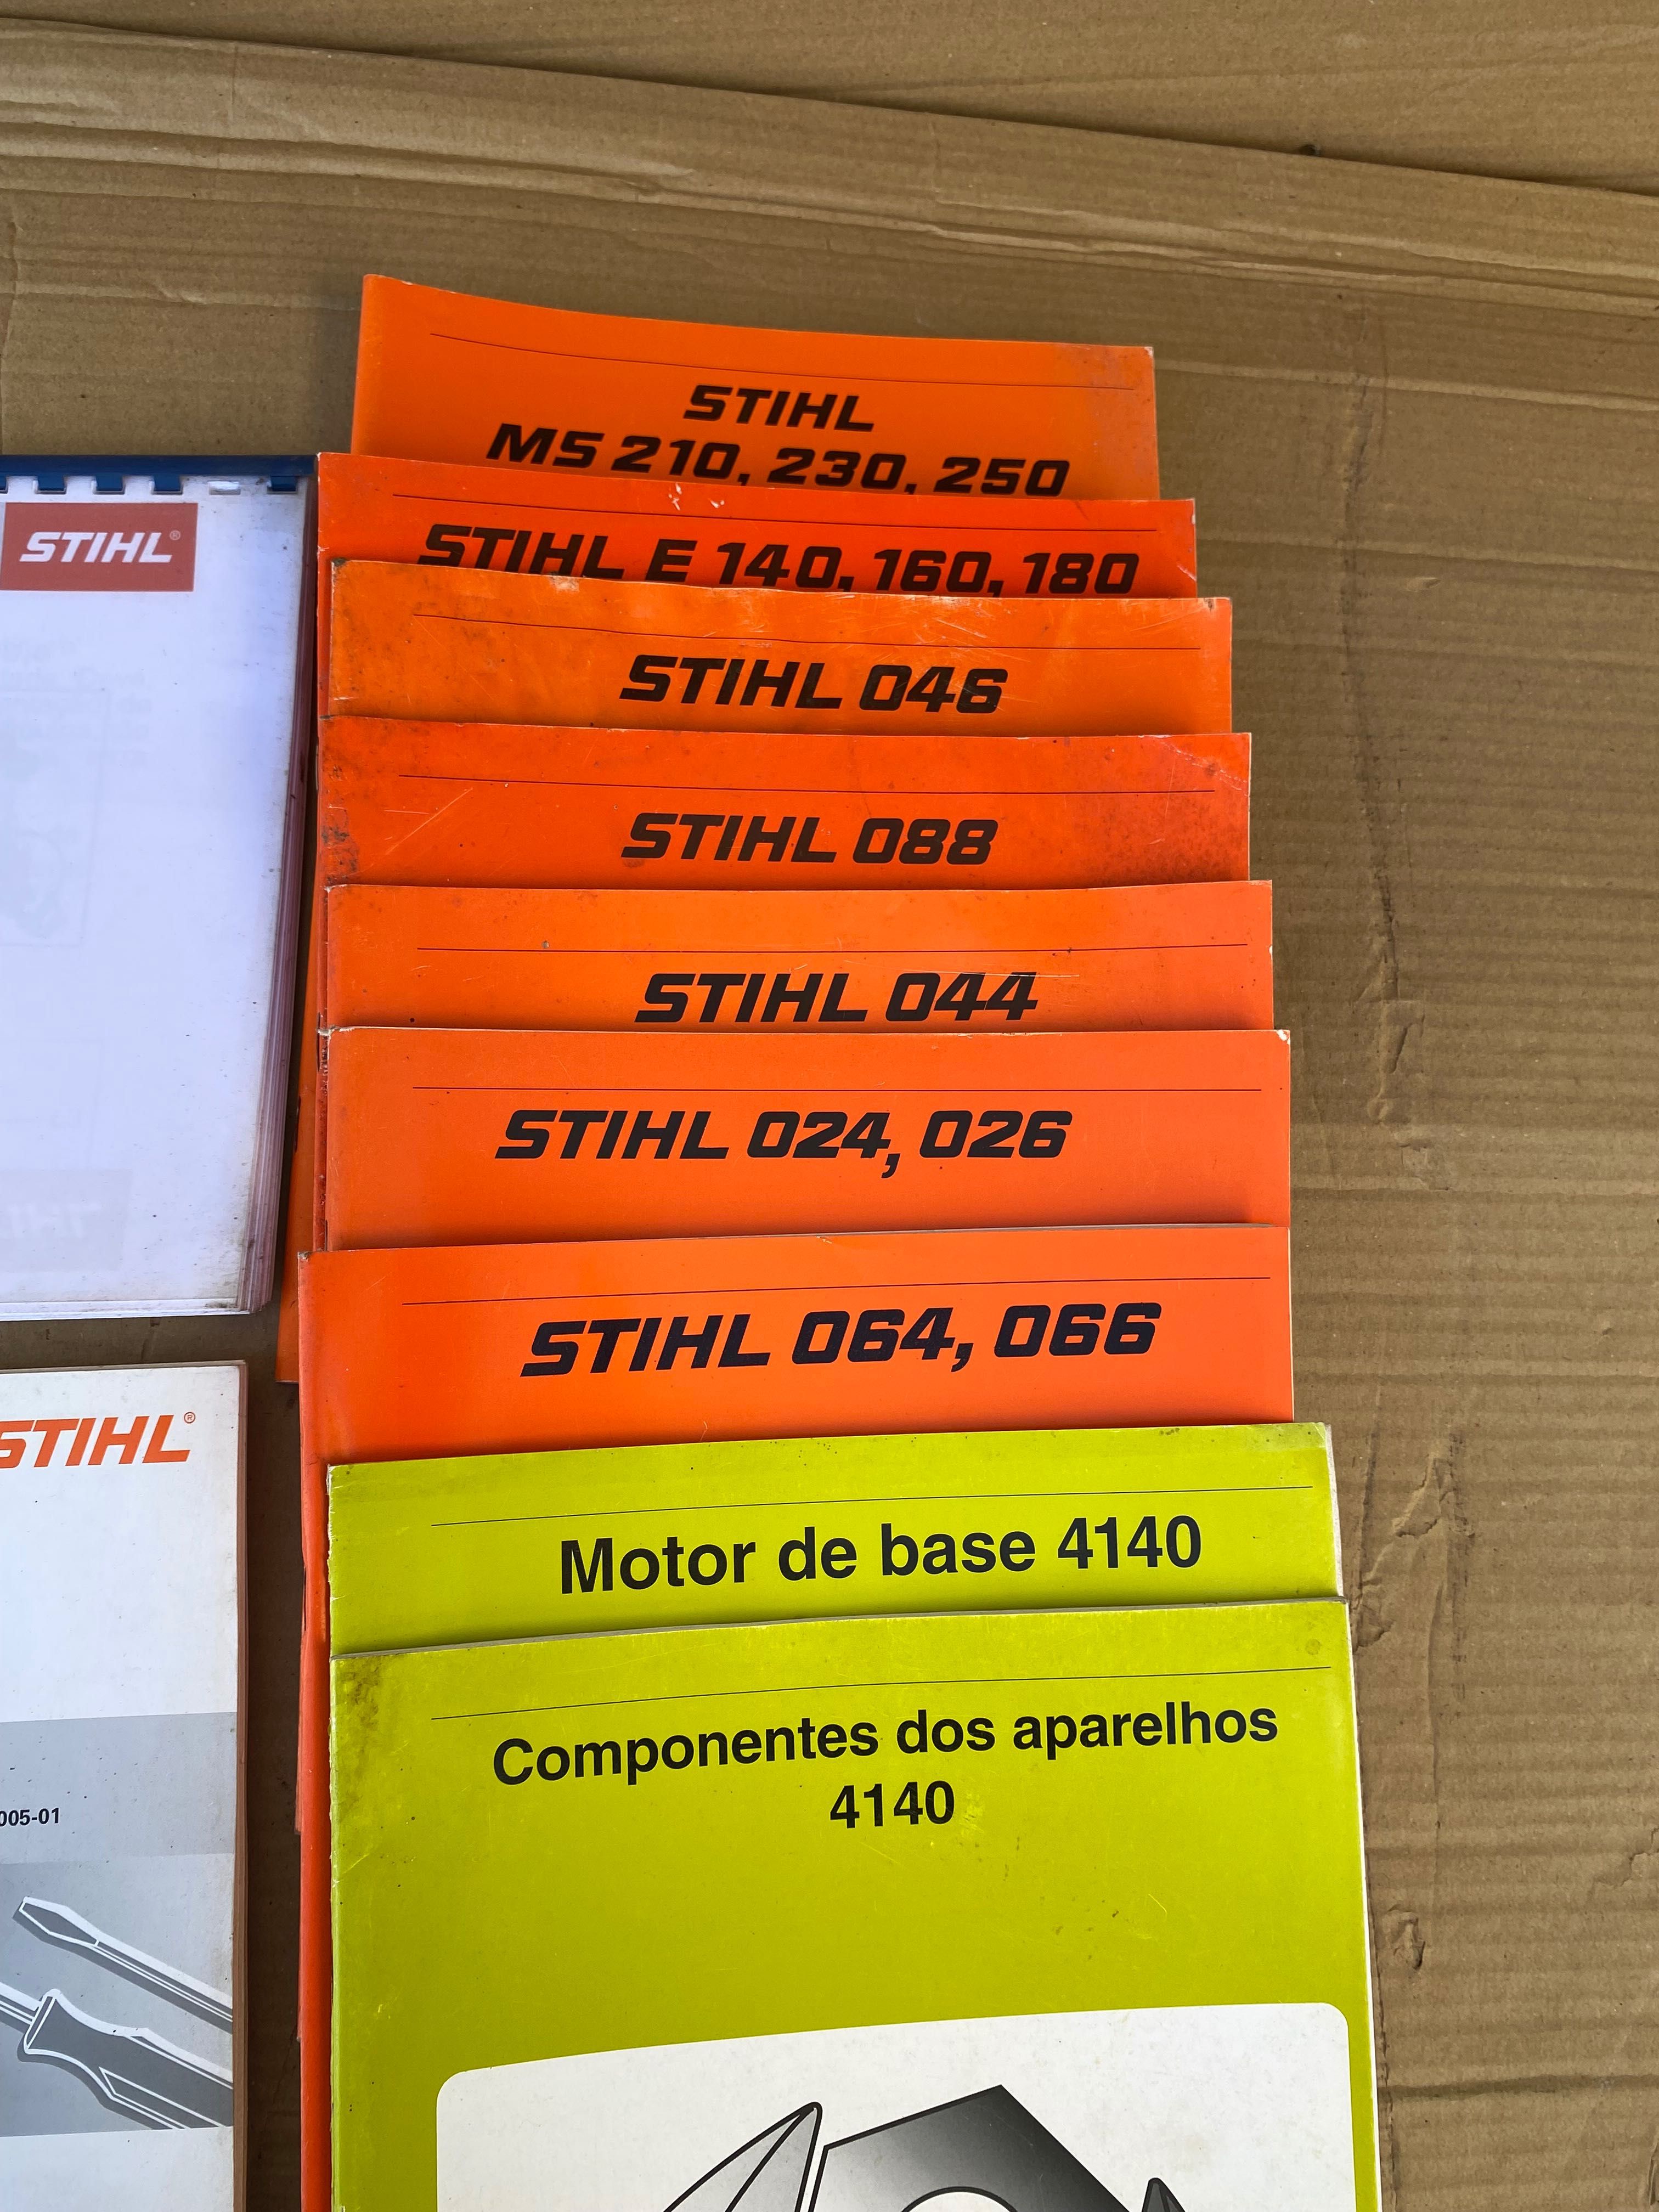 STIHL
MS 210, 230, 250
STIHL E 140, 160, 180
STIHL 046
STIHL 088
STIHL 044
STIHL 024, 026
STIHL 064, 066
Motor de base 4140
Componentes dos aparelhos
4140
STIHL®
STIHL®
005-01